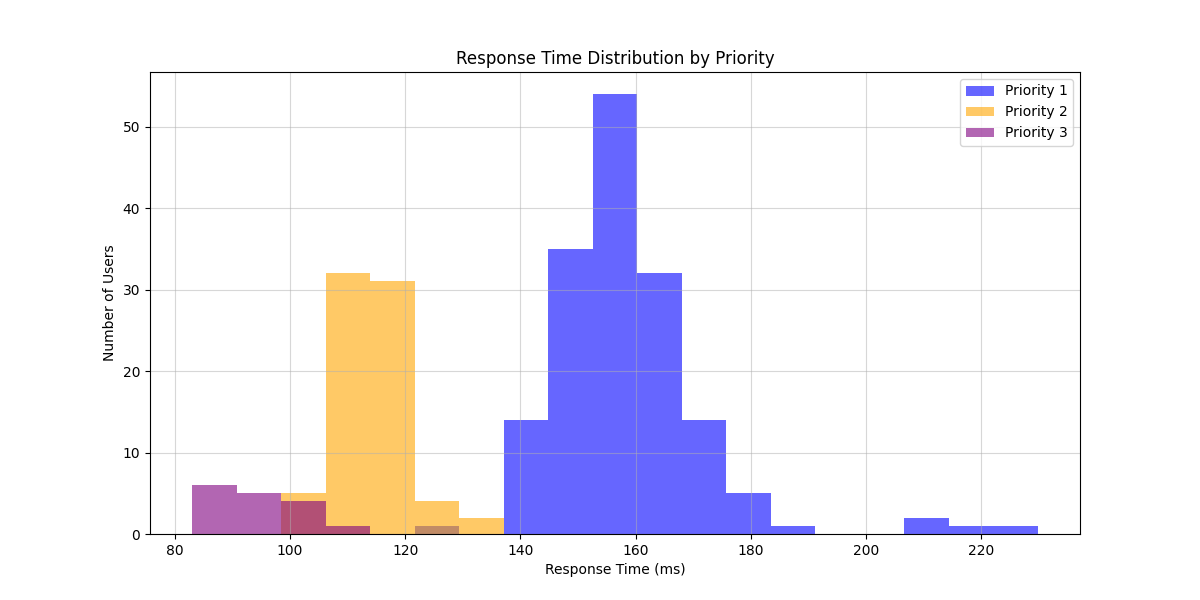 Response Time Distribution by Priority
Priority 1
Priority 2
Priority 3
Number of Users
50
40
30
20
10
0
80 100 120 140 160 180 200 220
Response Time (ms)